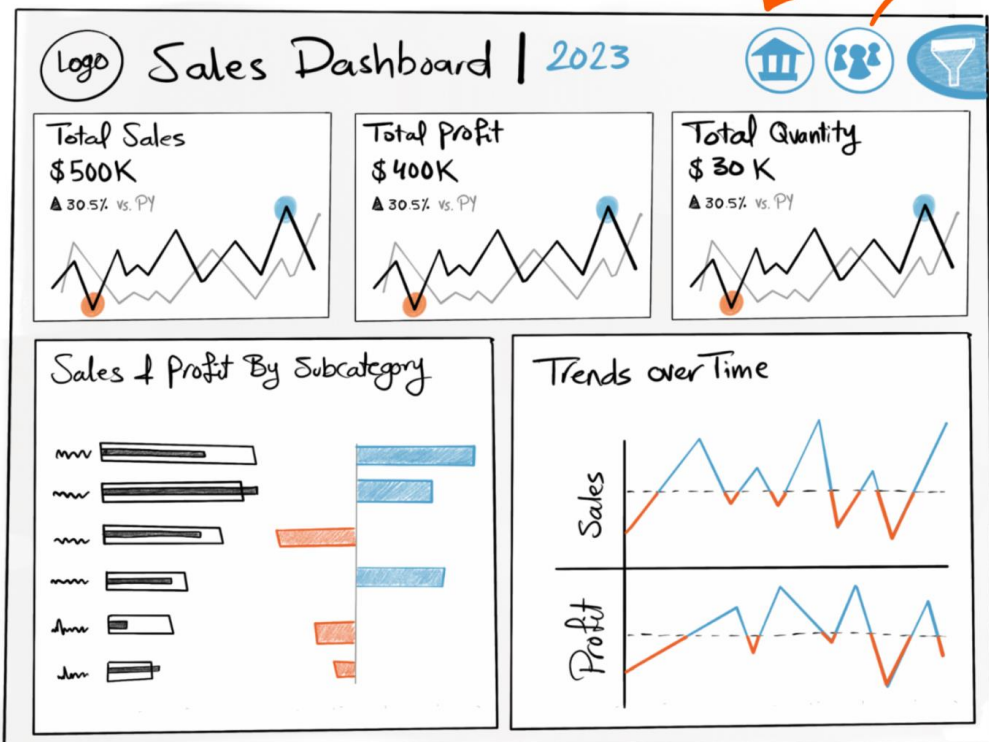 Logo
Sales Dashboard | 2023
Total Sales
$500K
▲ 30.5% vs. PY
Total Profit
$400K
▲ 30.5% vs. PY
Total Quantity
$30K
▲ 30.5% vs. PY
Sales & Profit By Subcategory
Trends over Time
Sales
Profit